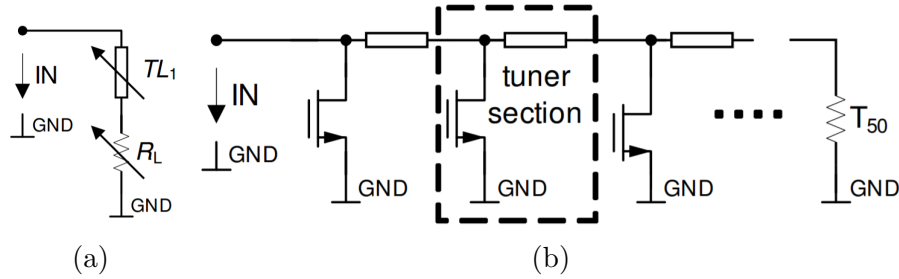 IN
TL1
GND
RL
GND
(a)
IN
GND
GND
tuner
section
GND
GND
T50
GND
(b)